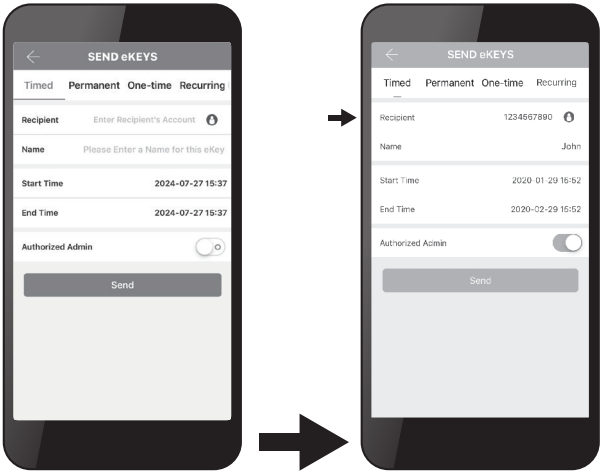 SEND eKEYS
Timed Permanent One-time Recurring
Recipient Enter Recipient's Account
Name Please Enter a Name for this eKey
Start Time 2024-07-27 15:37
End Time 2024-07-27 15:37
Authorized Admin
Send
SEND eKEYS
Timed Permanent One-time Recurring
Recipient 1234567890
Name John
Start Time 2020-01-29 15:52
End Time 2020-02-29 15:52
Authorized Admin
Send